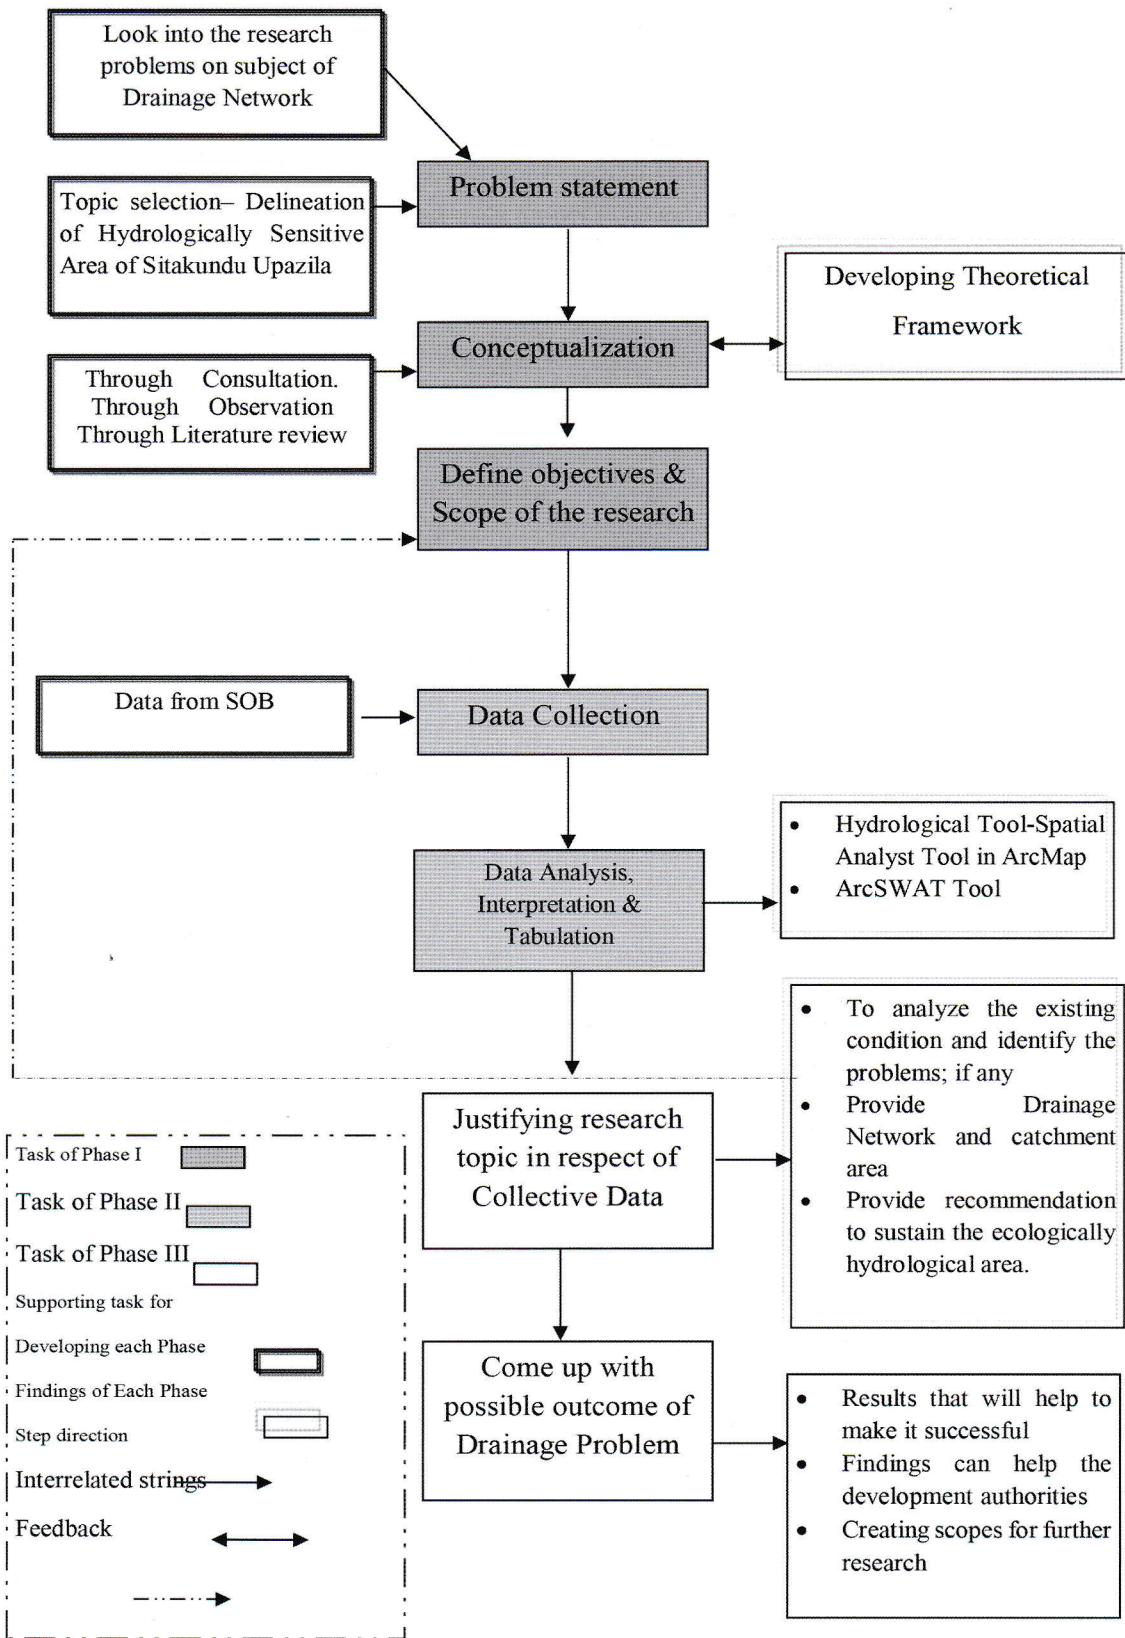 Look into the research
problems on subject of
Drainage Network
Problem statement
Topic selection– Delineation
of Hydrologically Sensitive
Area of Sitakundu Upazila
Developing Theoretical
Framework
Conceptualization
Through Consultation.
Through Observation
Through Literature review
Define objectives &
Scope of the research
Data from SOB
Data Collection
Data Analysis,
Interpretation &
Tabulation
• Hydrological Tool-Spatial
Analyst Tool in ArcMap
• ArcSWAT Tool
Justifying research
topic in respect of
Collective Data
• To analyze the existing
condition and identify the
problems; if any
• Provide Drainage
Network and catchment
area
• Provide recommendation
to sustain the ecologically
hydrological area.
Come up with
possible outcome of
Drainage Problem
• Results that will help to
make it successful
• Findings can help the
development authorities
• Creating scopes for further
research
Task of Phase I
Task of Phase II
Task of Phase III
Supporting task for
Developing each Phase
Findings of Each Phase
Step direction
Interrelated strings
Feedback